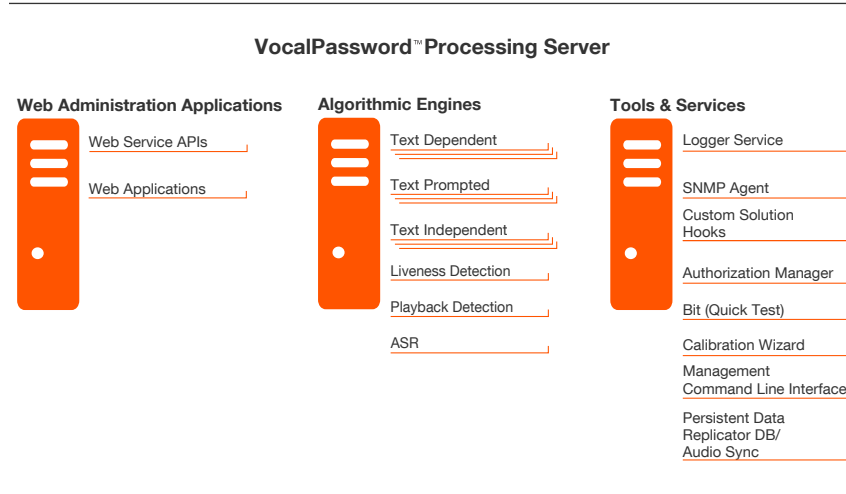 VocalPassword™ Processing Server
Web Administration Applications
Web Service APIs
Web Applications
Algorithmic Engines
Text Dependent
Text Prompted
Text Independent
Liveness Detection
Playback Detection
ASR
Tools & Services
Logger Service
SNMP Agent
Custom Solution
Hooks
Authorization Manager
Bit (Quick Test)
Calibration Wizard
Management
Command Line Interface
Persistent Data
Replicator DB/
Audio Sync